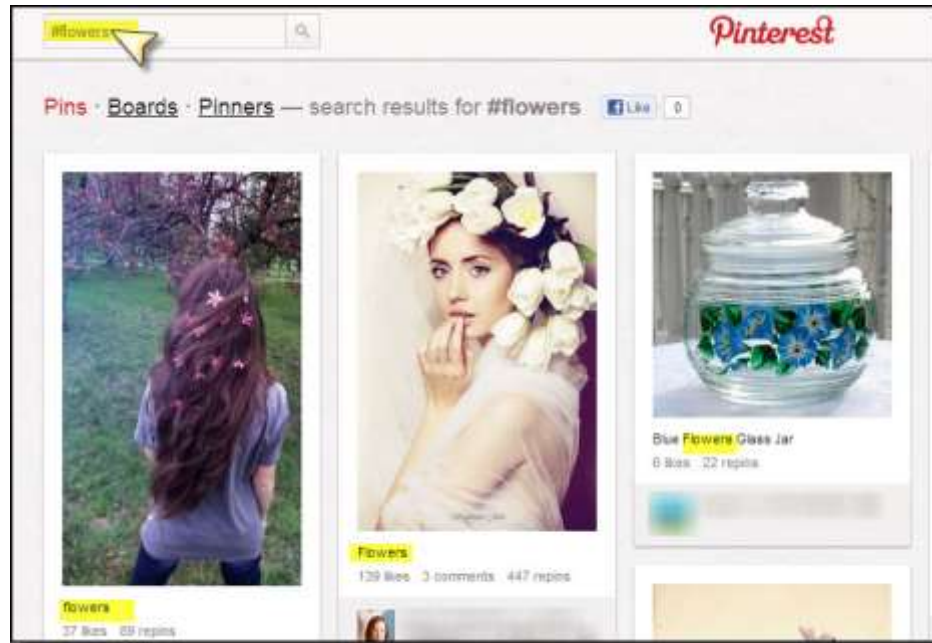 #flowers
Pinterest
Pins · Boards · Pinners — search results for #flowers
Like 0
flowers
37 likes 69 repins
Flowers
139 likes 3 comments 447 repins
Blue Flowers Glass Jar
6 likes 22 repins